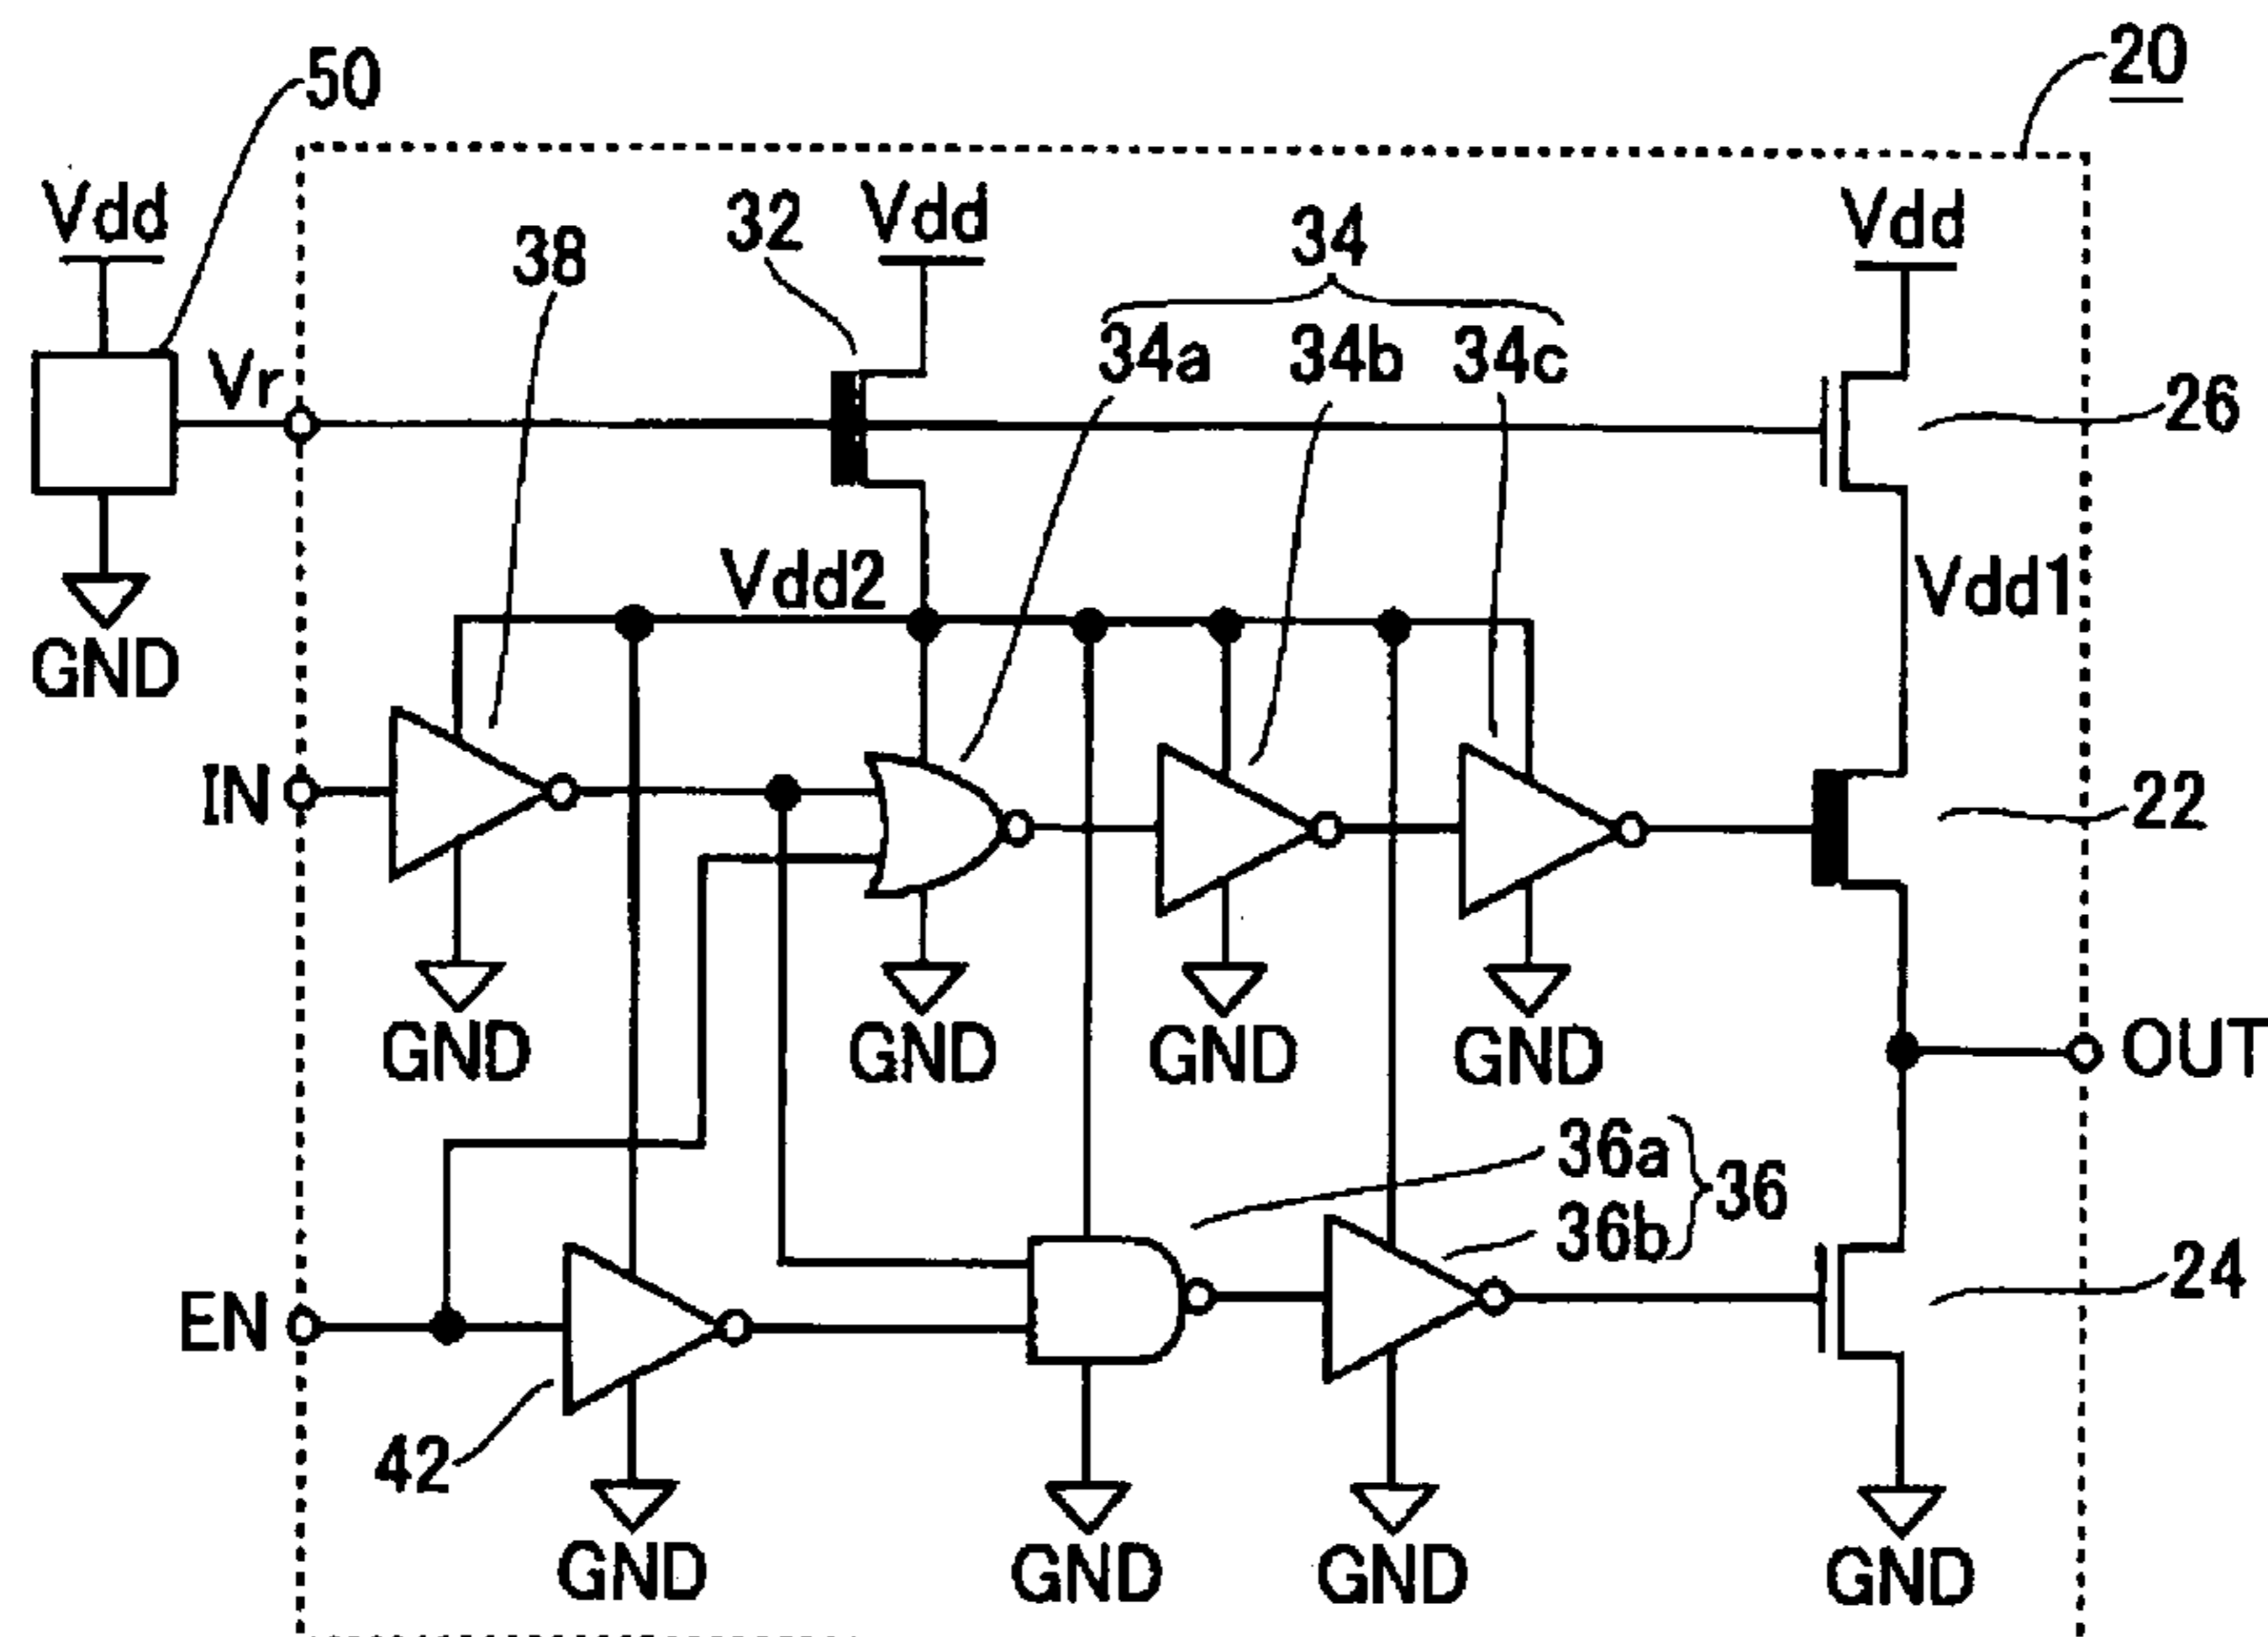 50
20
Vdd
38
32
Vdd
34
Vdd
34a
34b
34c
Vr
26
Vdd2
Vdd1
GND
IN
22
GND
GND
GND
GND
OUT
36a
36
36b
24
EN
42
GND
GND
GND
GND